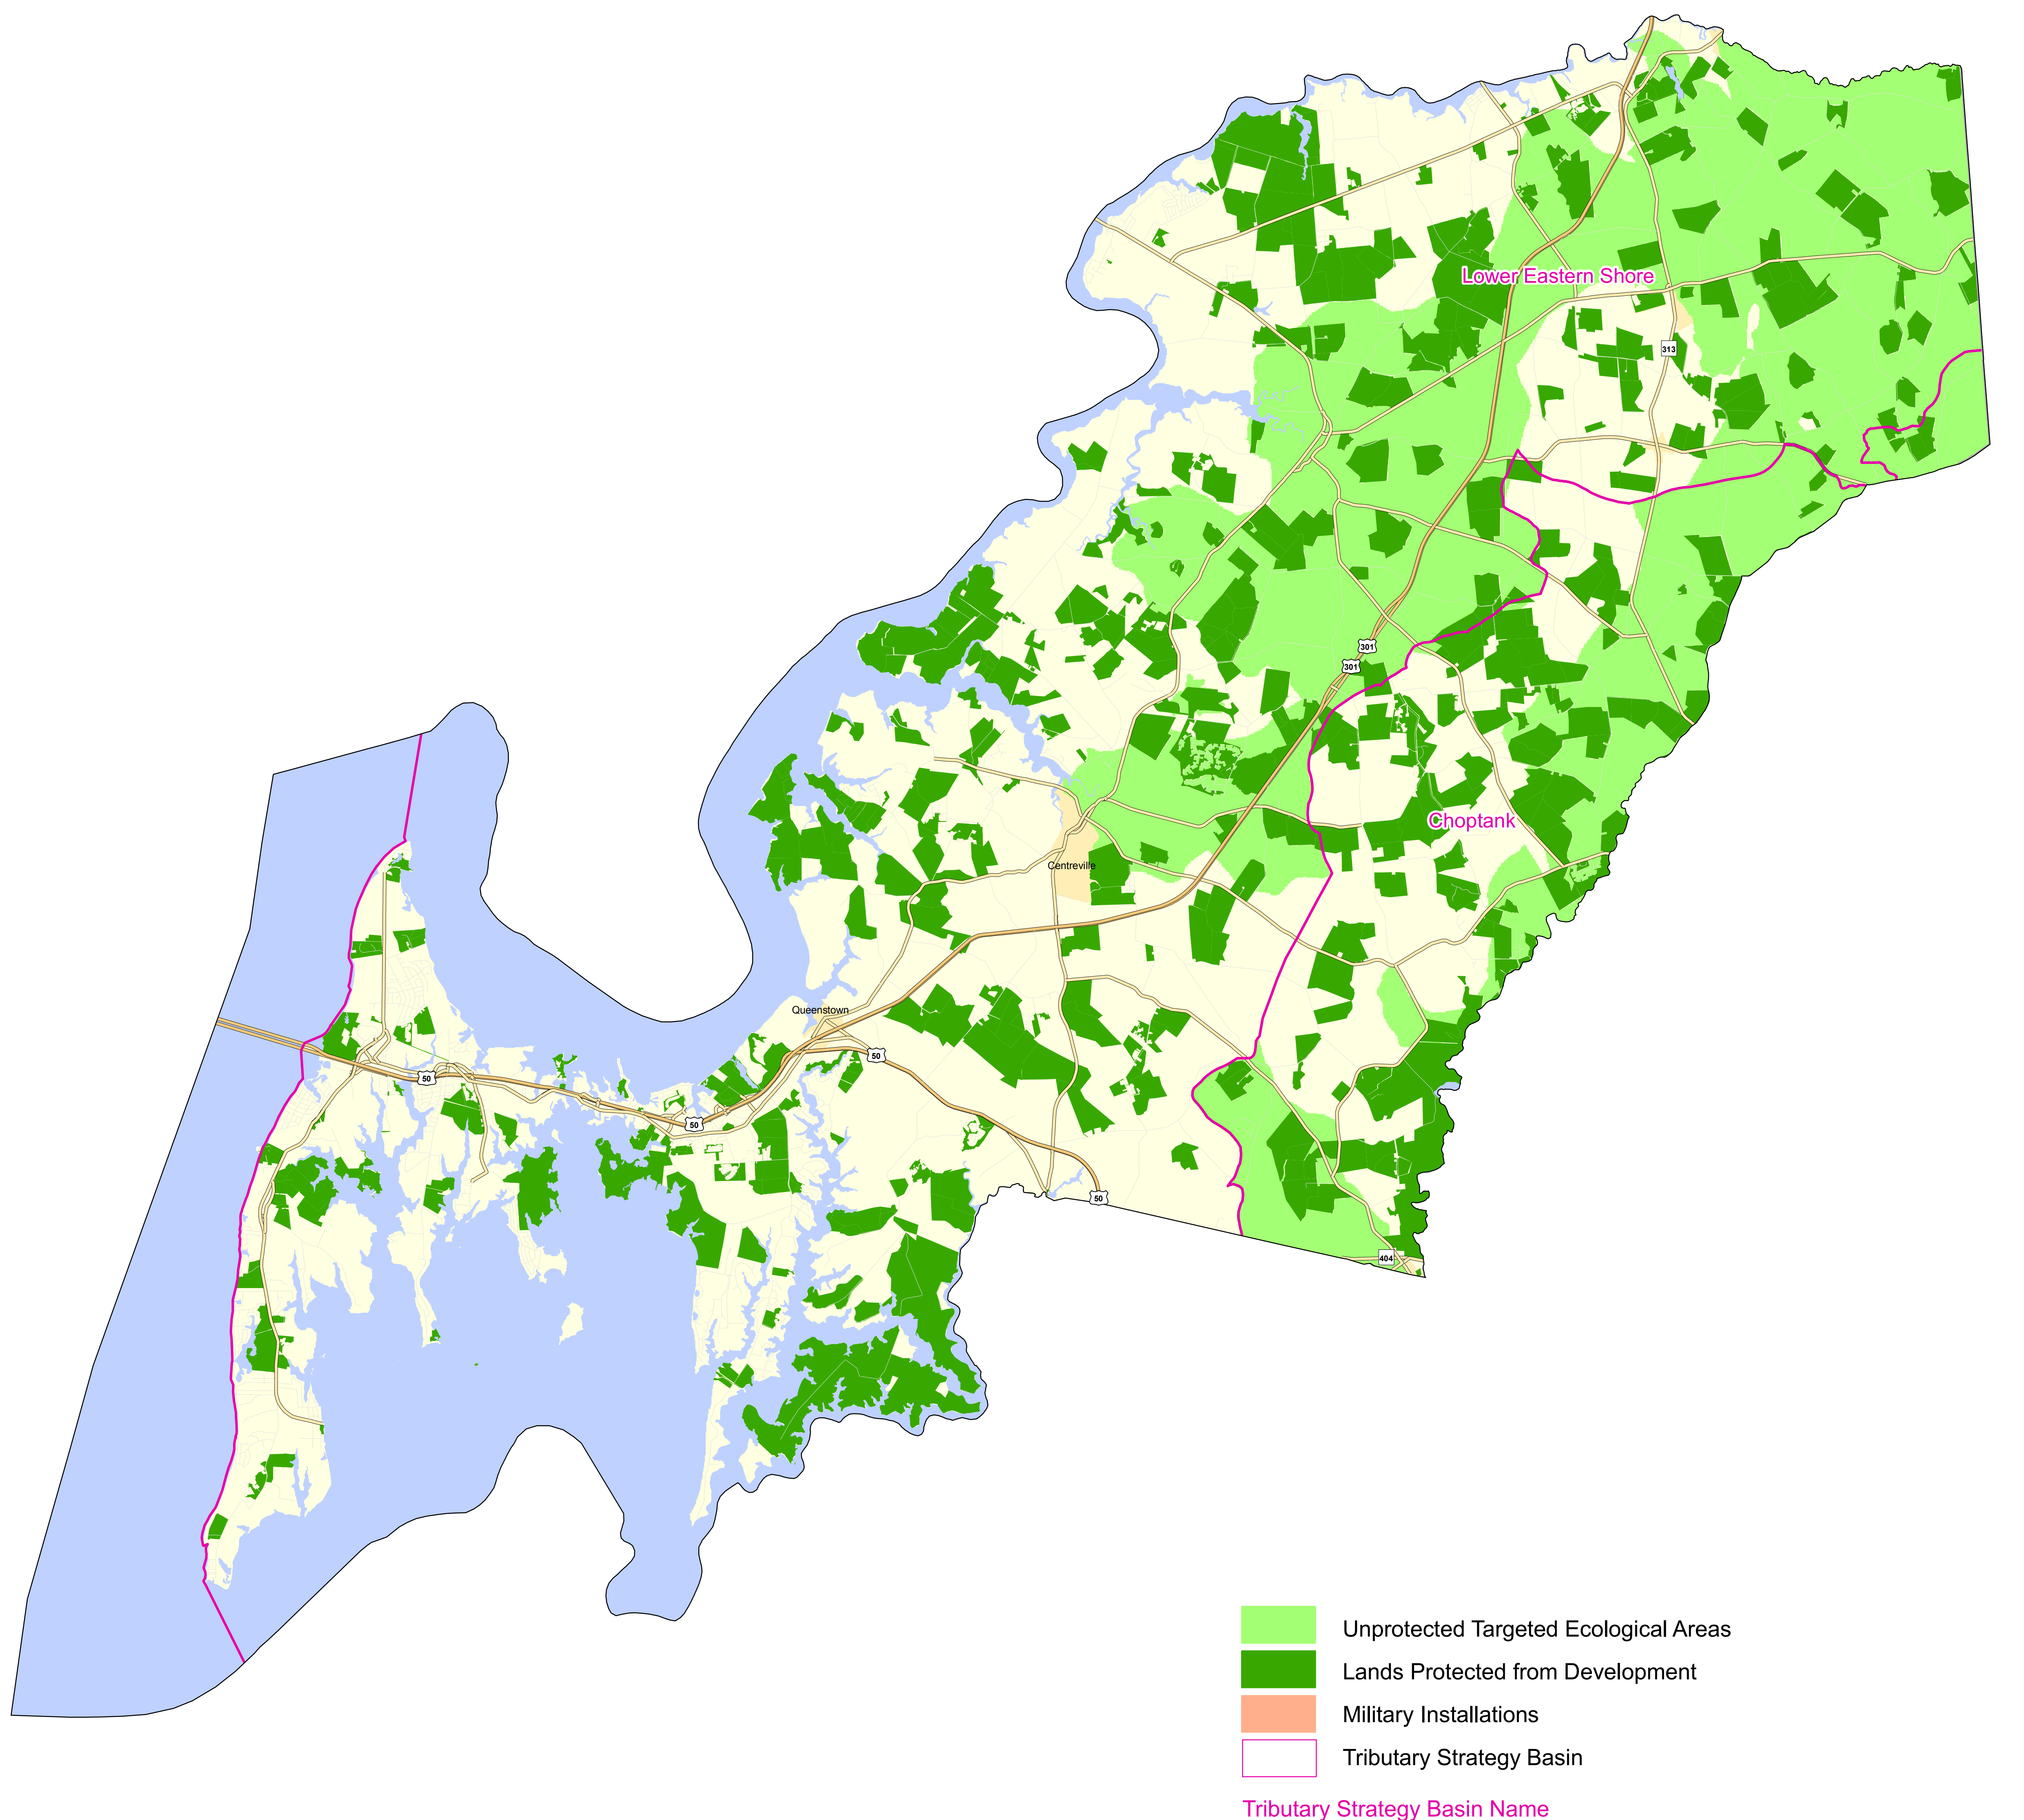 Lower Eastern Shore
313
301
301
Choptank
Centreville
Queenstown
50
50
50
50
404
Unprotected Targeted Ecological Areas
Lands Protected from Development
Military Installations
Tributary Strategy Basin
Tributary Strategy Basin Name